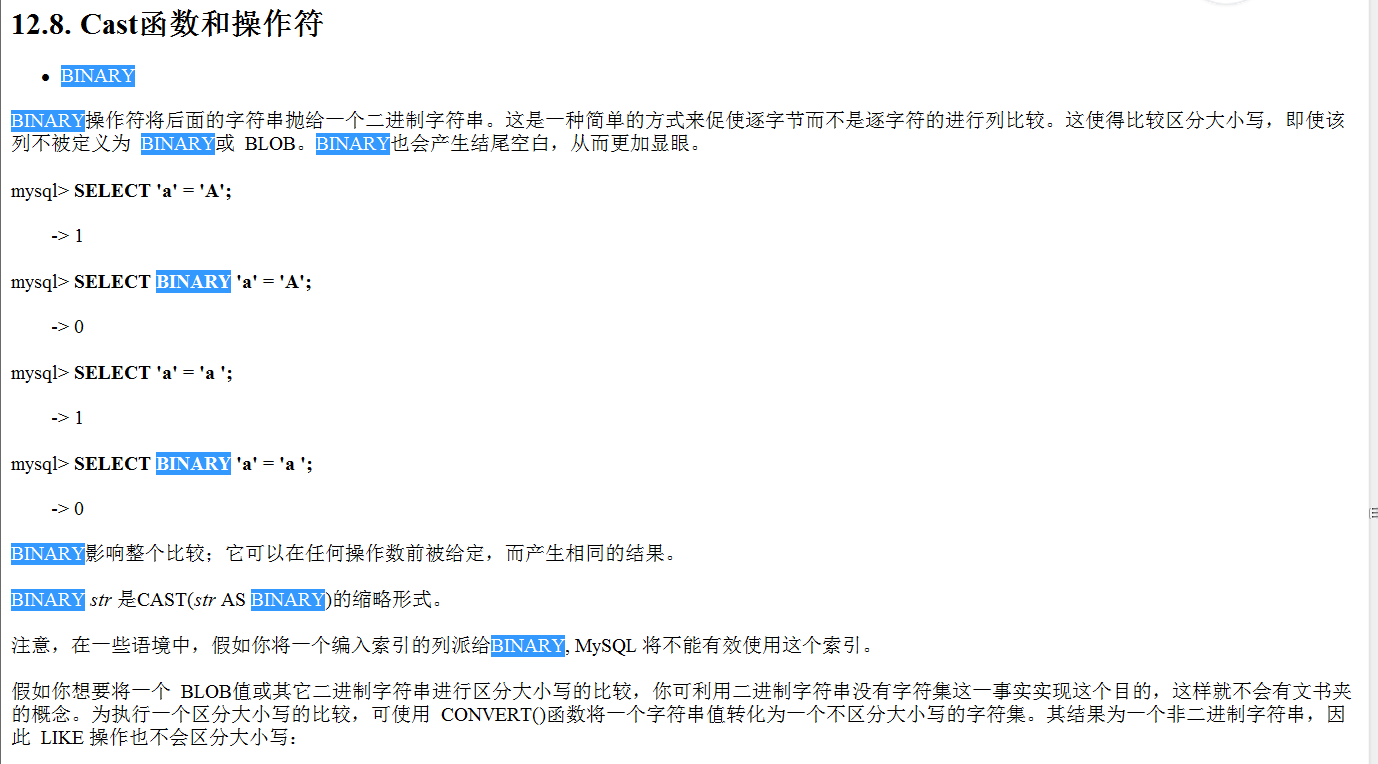 12.8. Cast函数和操作符
• BINARY
BINARY操作符将后面的字符串抛给一个二进制字符串。这是一种简单的方式来促使逐字节而不是逐字符的进行列比较。这使得比较区分大小写，即使该
列不被定义为 BINARY或 BLOB。BINARY也会产生结尾空白，从而更加显眼。
mysql> SELECT 'a' = 'A';
-> 1
mysql> SELECT BINARY 'a' = 'A';
-> 0
mysql> SELECT 'a' = 'a ';
-> 1
mysql> SELECT BINARY 'a' = 'a ';
-> 0
BINARY影响整个比较；它可以在任何操作数前被给定，而产生相同的结果。
BINARY str 是CAST(str AS BINARY)的缩略形式。
注意，在一些语境中，假如你将一个编入索引的列派给BINARY, MySQL 将不能有效使用这个索引。
假如你想要将一个 BLOB值或其它二进制字符串进行区分大小写的比较，你可利用二进制字符串没有字符集这一事实实现这个目的，这样就不会有文书夹
的概念。为执行一个区分大小写的比较，可使用 CONVERT()函数将一个字符串值转化为一个不区分大小写的字符集。其结果为一个非二进制字符串，因
此 LIKE 操作也不会区分大小写：